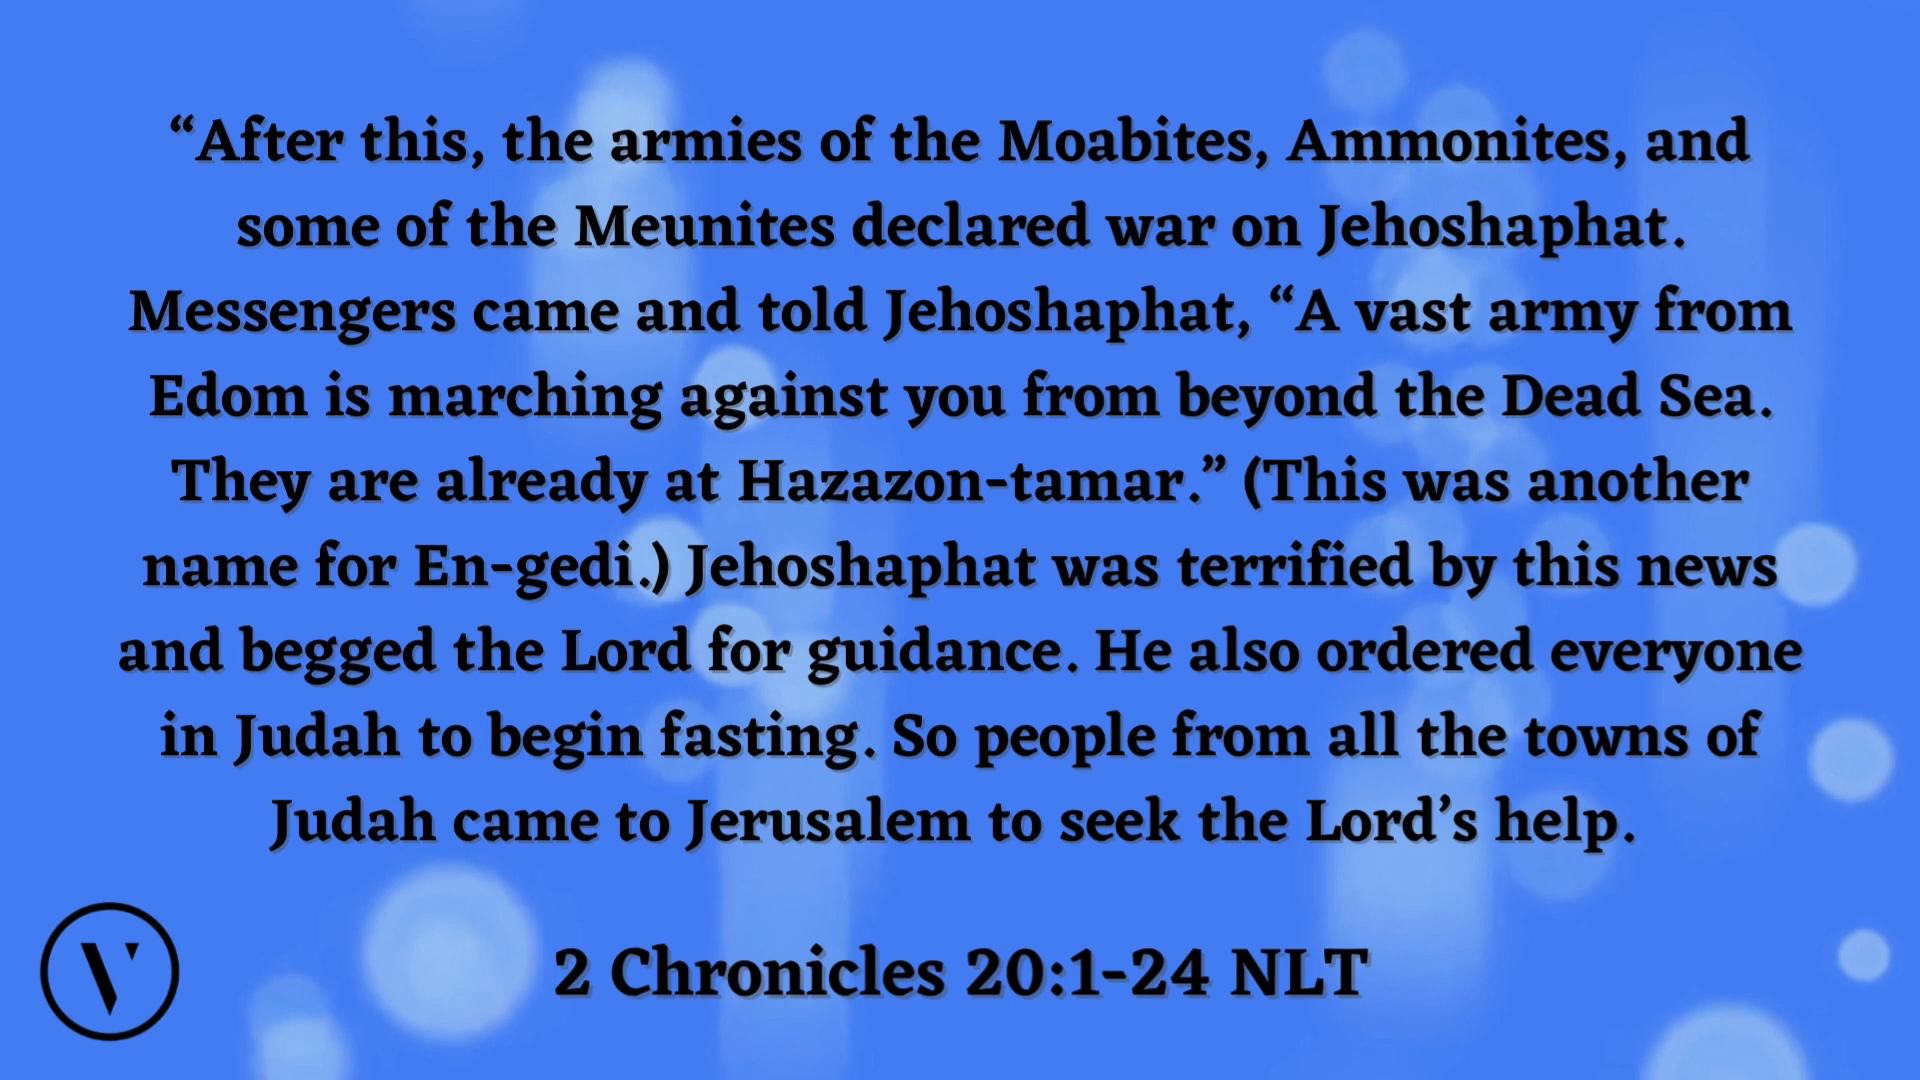 “After this, the armies of the Moabites, Ammonites, and
some of the Meunites declared war on Jehoshaphat.
Messengers came and told Jehoshaphat, “A vast army from
Edom is marching against you from beyond the Dead Sea.
They are already at Hazazon-tamar.” (This was another
name for En-gedi.) Jehoshaphat was terrified by this news
and begged the Lord for guidance. He also ordered everyone
in Judah to begin fasting. So people from all the towns of
Judah came to Jerusalem to seek the Lord’s help.
2 Chronicles 20:1-24 NLT
V